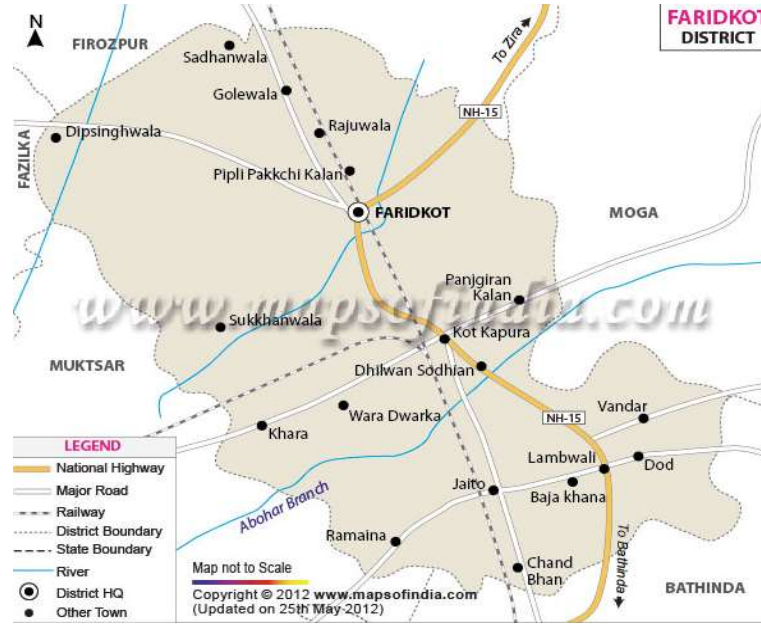 FARIDKOT
DISTRICT
N
FIROZPUR
Sadhanwala
To Zira
Golewala
NH-15
Dipsinghwala
Rajuwala
FAZILKA
Pipli Pakkchi Kalan
FARIDKOT
MOGA
Panjgiran
Kalan
www.mapsofindia.com
Sukkhanwala
Kot Kapura
MUKTSAR
Dhilwan Sodhian
Wara Dwarka
Vandar
NH-15
Khara
LEGEND
National Highway
Major Road
Railway
District Boundary
State Boundary
River
District HQ
Other Town
Lambwali
Dod
Jaito
Baja khana
Abohar Branch
Ramaina
To Bathinda
Chand
Bhan
BATHINDA
Map not to Scale
Copyright © 2012 www.mapsofindia.com
(Updated on 25th May 2012)